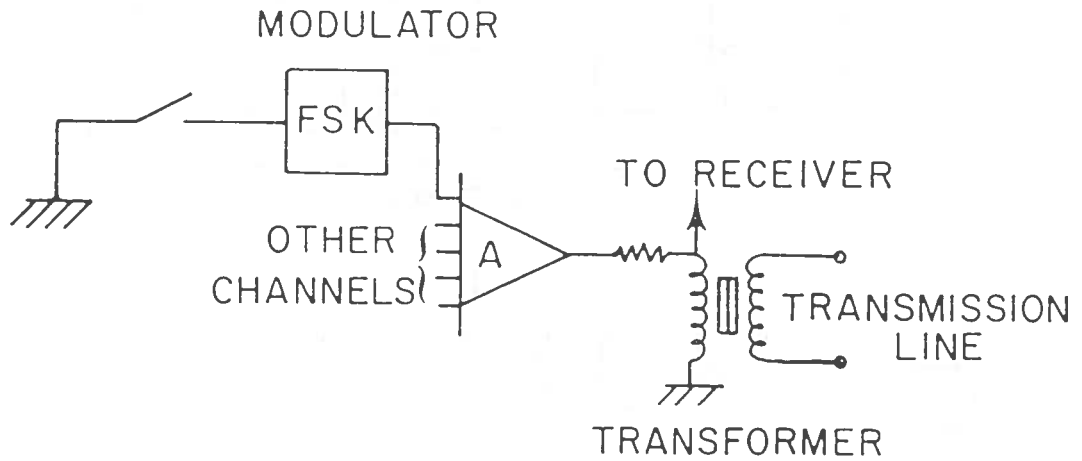 MODULATOR
FSK
TO RECEIVER
OTHER
CHANNELS
A
TRANSMISSION
LINE
TRANSFORMER